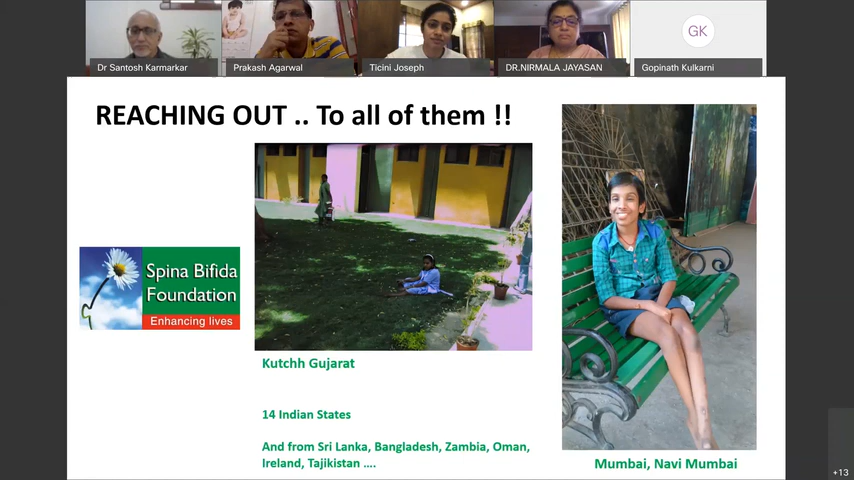 Dr Santosh Karmarkar
Prakash Agarwal
Ticini Joseph
DR.NIRMALA JAYASAN
GK
Gopinath Kulkarni
REACHING OUT .. To all of them !!
Spina Bifida
Foundation
Enhancing lives
Kutchh Gujarat
14 Indian States
And from Sri Lanka, Bangladesh, Zambia, Oman,
Ireland, Tajikistan ....
Mumbai, Navi Mumbai
+13